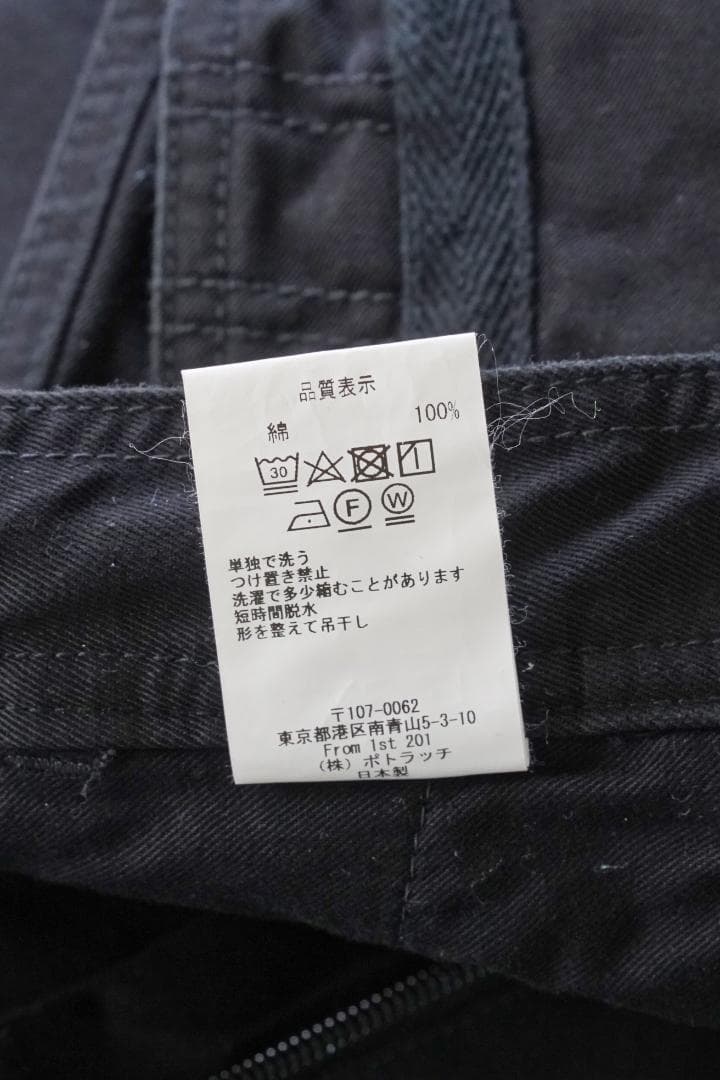 品質表示
綿 100%
30
F W
単独で洗う
つけ置き禁止
洗濯で多少縮むことがあります
短時間脱水
形を整えて吊干し
〒107-0062
東京都港区南青山5-3-10
From 1st 201
(株) ポトラッチ
日本製